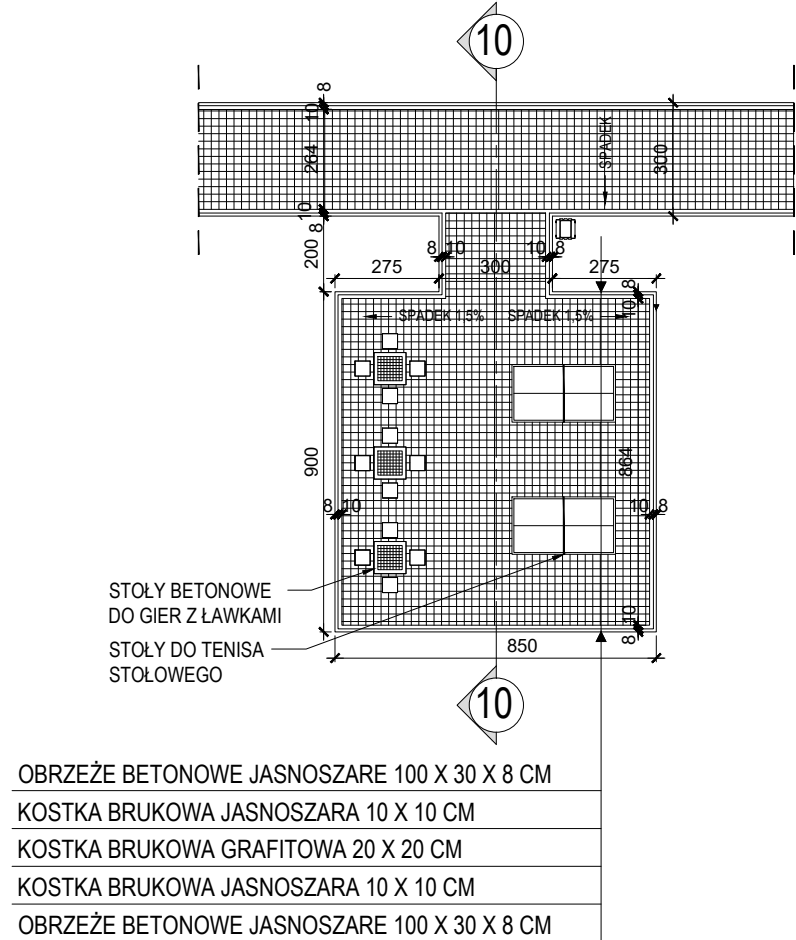 10
8
10
264
SPADEK
300
10
8
200
8 10
10 8
275
300
275
8
10
SPADEK 1,5%
SPADEK 1,5%
900
864
8 10
10 8
STOŁY BETONOWE
DO GIER Z ŁAWKAMI
STOŁY DO TENISA
STOŁOWEGO
10
8
850
10
OBRZEŻE BETONOWE JASNOSZARE 100 X 30 X 8 CM
KOSTKA BRUKOWA JASNOSZARA 10 X 10 CM
KOSTKA BRUKOWA GRAFITOWA 20 X 20 CM
KOSTKA BRUKOWA JASNOSZARA 10 X 10 CM
OBRZEŻE BETONOWE JASNOSZARE 100 X 30 X 8 CM